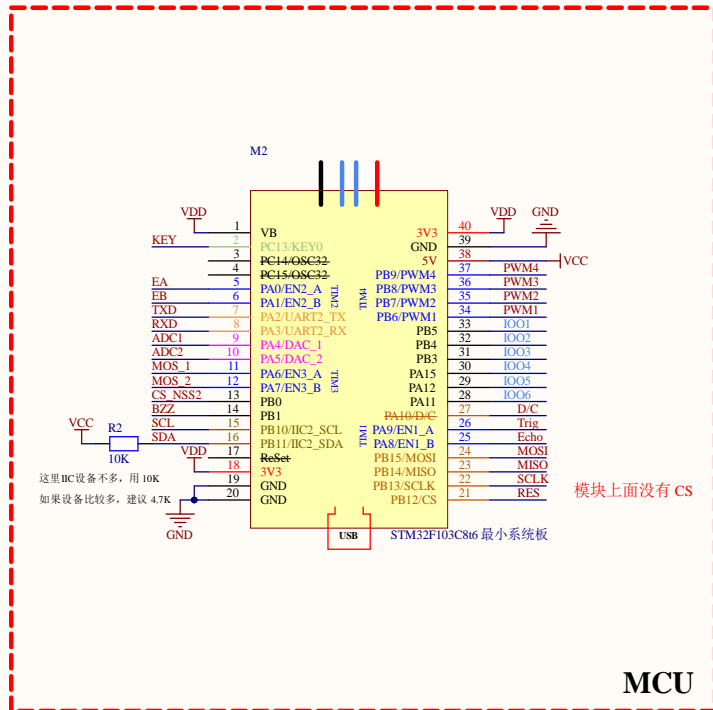 M2
VDD
1
VB
KEY
2
PC13/KEY0
3
PC14/OSC32
4
PC15/OSC32
EA
5
PA0/EN2_A
EB
6
PA1/EN2_B
TIM2
TXD
7
PA2/UART2_TX
RXD
8
PA3/UART2_RX
ADC1
9
PA4/DAC_1
ADC2
10
PA5/DAC_2
MOS_1
11
PA6/EN3_A
MOS_2
12
PA7/EN3_B
TIM3
CS_NSS2
13
PB0
BZZ
14
PB1
SCL
15
PB10/IIC2_SCL
VCC
R2
10K
SDA
16
PB11/IIC2_SDA
VDD
17
ReSet
18
3V3
19
GND
20
GND
GND
这里IIC设备不多，用 10K
如果设备比较多，建议 4.7K
VDD
GND
3V3
40
GND
39
5V
38
VCC
PB9/PWM4
37
PWM4
PB8/PWM3
36
PWM3
TIM4
PB7/PWM2
35
PWM2
PB6/PWM1
34
PWM1
PB5
33
IOO1
PB4
32
IOO2
PB3
31
IOO3
PA15
30
IOO4
PA12
29
IOO5
PA11
28
IOO6
PA10/D/C
27
D/C
PA9/EN1_A
26
Trig
TIM1
PA8/EN1_B
25
Echo
PB15/MOSI
24
MOSI
PB14/MISO
23
MISO
PB13/SCLK
22
SCLK
PB12/CS
21
RES
模块上面没有 CS
USB
STM32F103C8t6 最小系统板
MCU